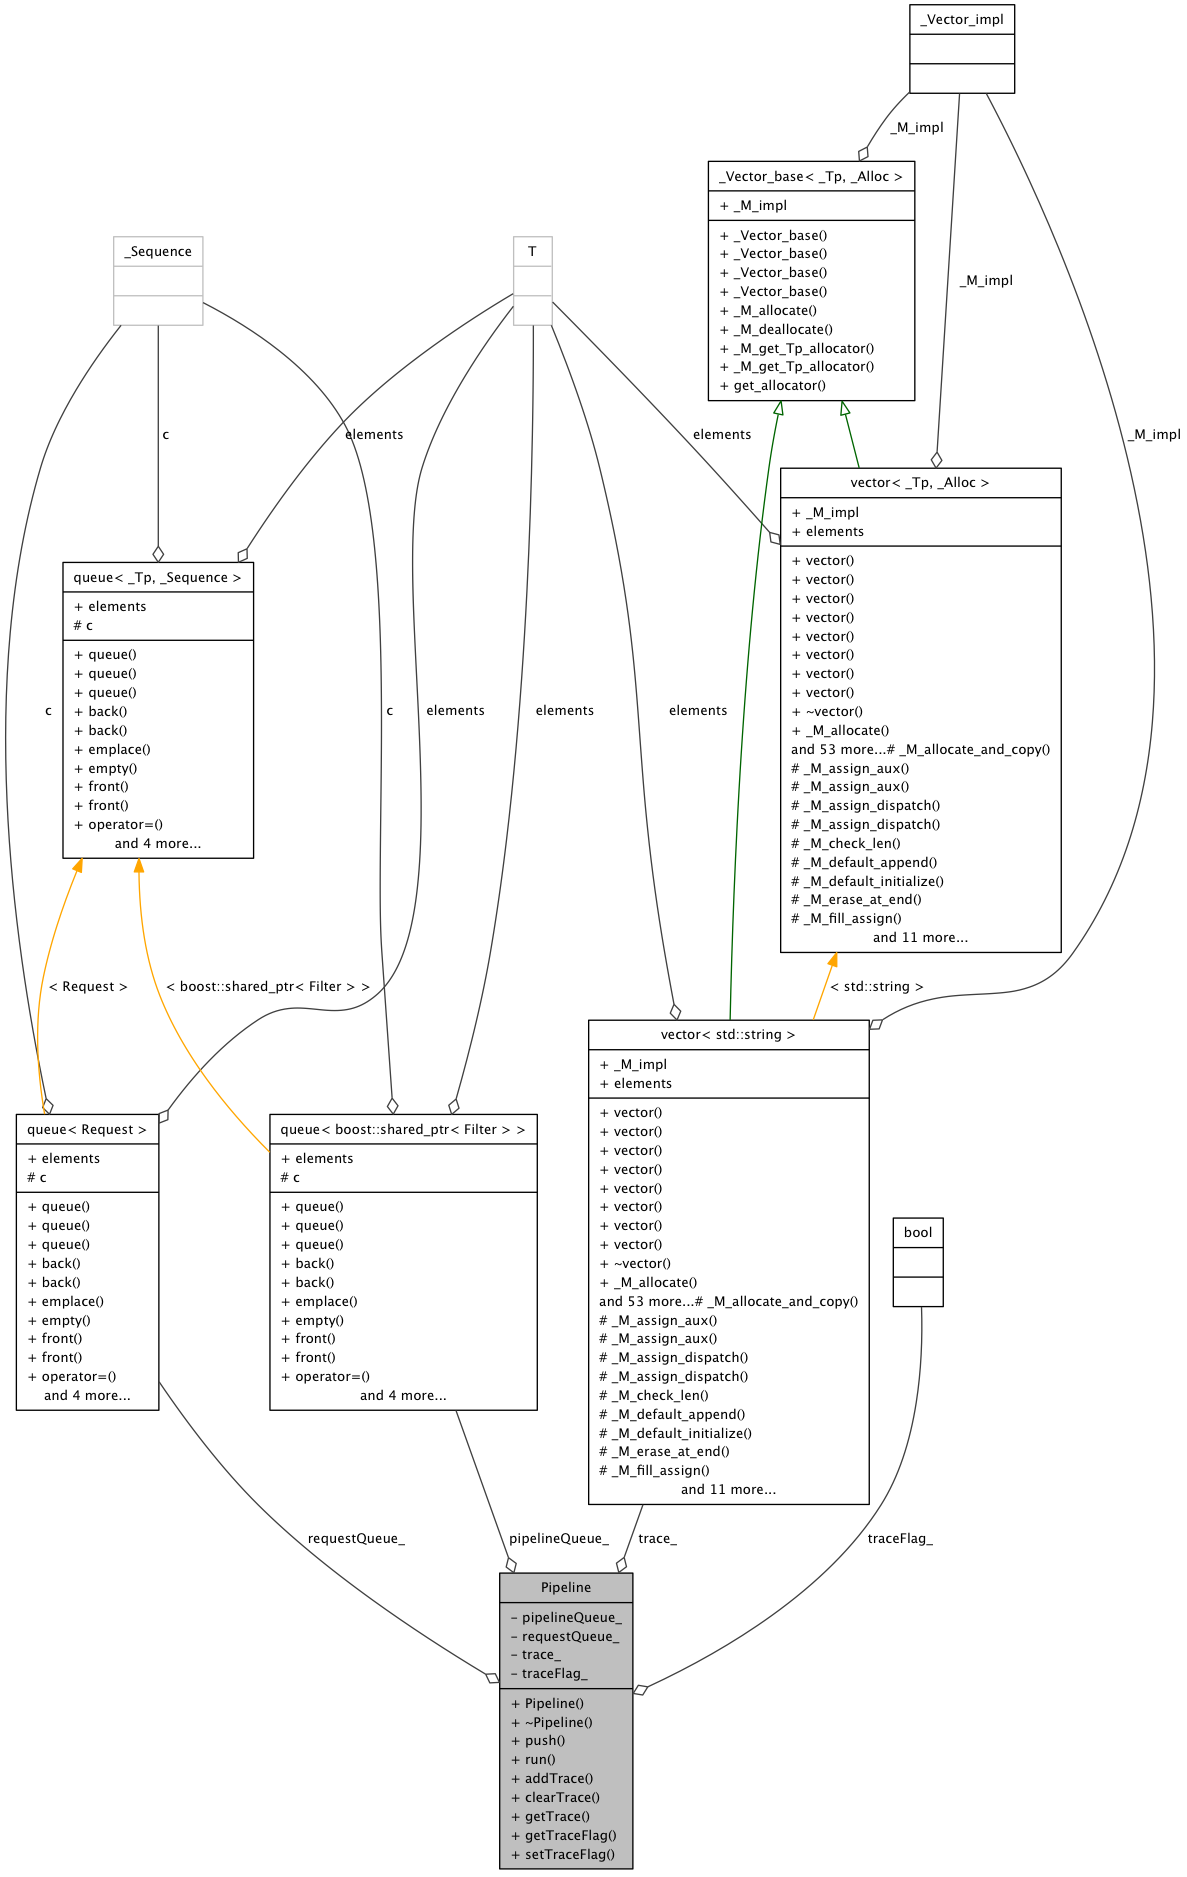 _Vector_impl
_M_impl
_Vector_base< _Tp, _Alloc >
+ _M_impl
+ _Vector_base()
+ _Vector_base()
+ _Vector_base()
+ _Vector_base()
+ _M_allocate()
+ _M_deallocate()
+ _M_get_Tp_allocator()
+ _M_get_Tp_allocator()
+ get_allocator()
_Sequence
T
_M_impl
c
elements
elements
_M_impl
vector< _Tp, _Alloc >
+ _M_impl
+ elements
+ vector()
+ vector()
+ vector()
+ vector()
+ vector()
+ vector()
+ vector()
+ vector()
+ ~vector()
+ _M_allocate()
and 53 more...# _M_allocate_and_copy()
# _M_assign_aux()
# _M_assign_aux()
# _M_assign_dispatch()
# _M_assign_dispatch()
# _M_check_len()
# _M_default_append()
# _M_default_initialize()
# _M_erase_at_end()
# _M_fill_assign()
and 11 more...
queue< _Tp, _Sequence >
+ elements
# c
+ queue()
+ queue()
+ queue()
+ back()
+ back()
+ emplace()
+ empty()
+ front()
+ front()
+ operator=()
and 4 more...
c
c
elements
elements
elements
< Request >
< boost::shared_ptr< Filter > >
< std::string >
vector< std::string >
+ _M_impl
+ elements
+ vector()
+ vector()
+ vector()
+ vector()
+ vector()
+ vector()
+ vector()
+ vector()
+ ~vector()
+ _M_allocate()
and 53 more...# _M_allocate_and_copy()
# _M_assign_aux()
# _M_assign_aux()
# _M_assign_dispatch()
# _M_assign_dispatch()
# _M_check_len()
# _M_default_append()
# _M_default_initialize()
# _M_erase_at_end()
# _M_fill_assign()
and 11 more...
queue< Request >
+ elements
# c
+ queue()
+ queue()
+ queue()
+ back()
+ back()
+ emplace()
+ empty()
+ front()
+ front()
+ operator=()
and 4 more...
queue< boost::shared_ptr< Filter > >
+ elements
# c
+ queue()
+ queue()
+ queue()
+ back()
+ back()
+ emplace()
+ empty()
+ front()
+ front()
+ operator=()
and 4 more...
bool
requestQueue_
pipelineQueue_
trace_
traceFlag_
Pipeline
- pipelineQueue_
- requestQueue_
- trace_
- traceFlag_
+ Pipeline()
+ ~Pipeline()
+ push()
+ run()
+ addTrace()
+ clearTrace()
+ getTrace()
+ getTraceFlag()
+ setTraceFlag()